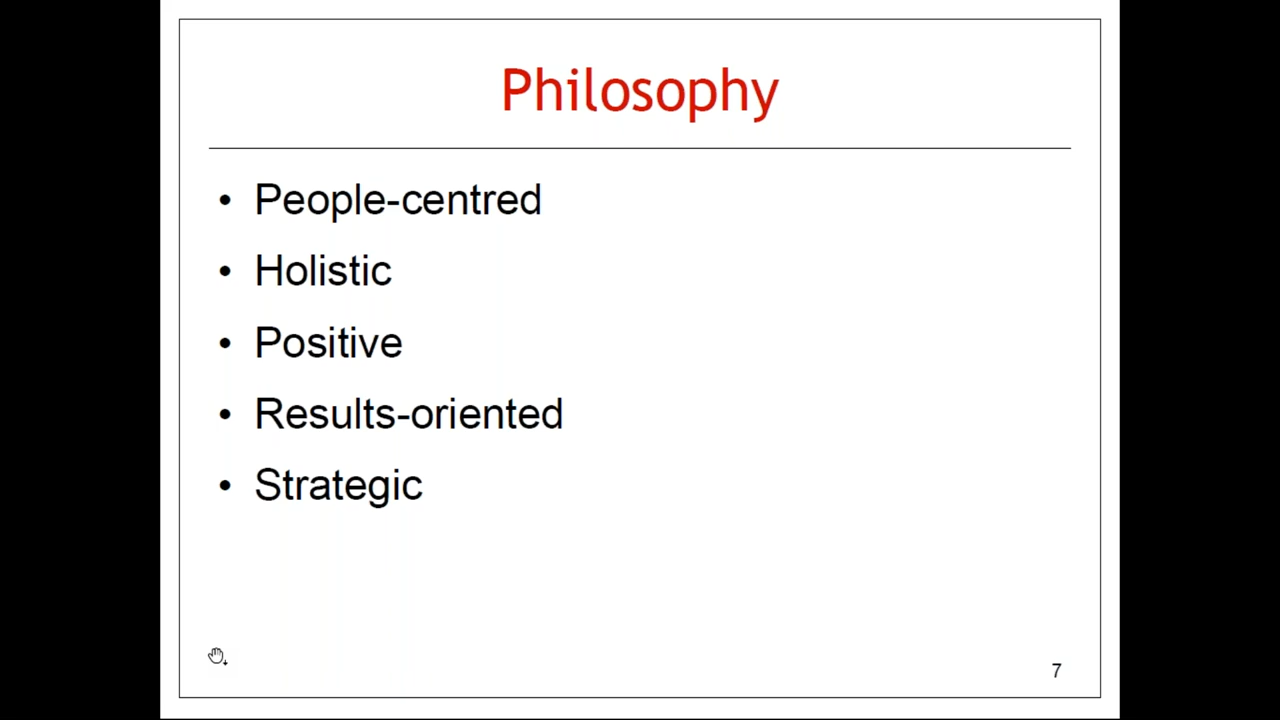 Philosophy
• People-centred
• Holistic
• Positive
• Results-oriented
• Strategic
7